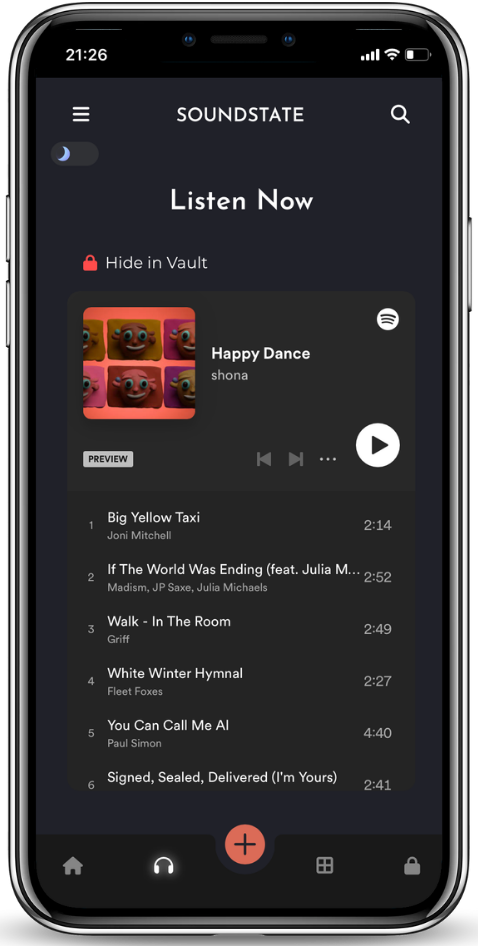 21:26
SOUNDSTATE
Listen Now
Hide in Vault
Happy Dance
shona
PREVIEW
1 Big Yellow Taxi 2:14
Joni Mitchell
2 If The World Was Ending (feat. Julia M... 2:52
Madism, JP Saxe, Julia Michaels
3 Walk - In The Room 2:49
Griff
4 White Winter Hymnal 2:27
Fleet Foxes
5 You Can Call Me Al 4:40
Paul Simon
6 Signed, Sealed, Delivered (I'm Yours) 2:41